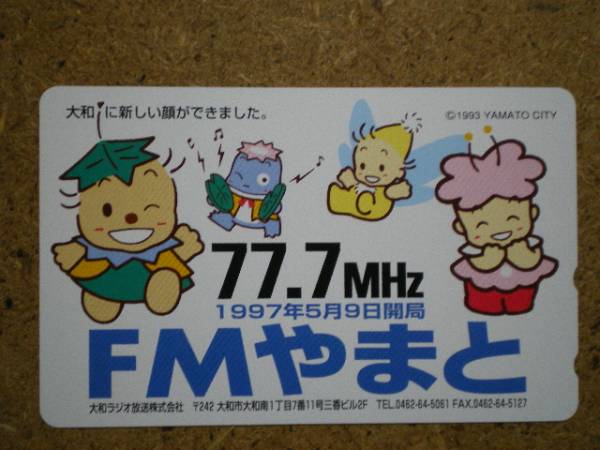 大和に新しい顔ができました。
©1993 YAMATO CITY
C
77.7MHz
1997年5月9日開局
FMやまと
大和ラジオ放送株式会社 〒242 大和市大和南1丁目7番11号三番ビル2F TEL.0462-64-5061 FAX.0462-64-5127